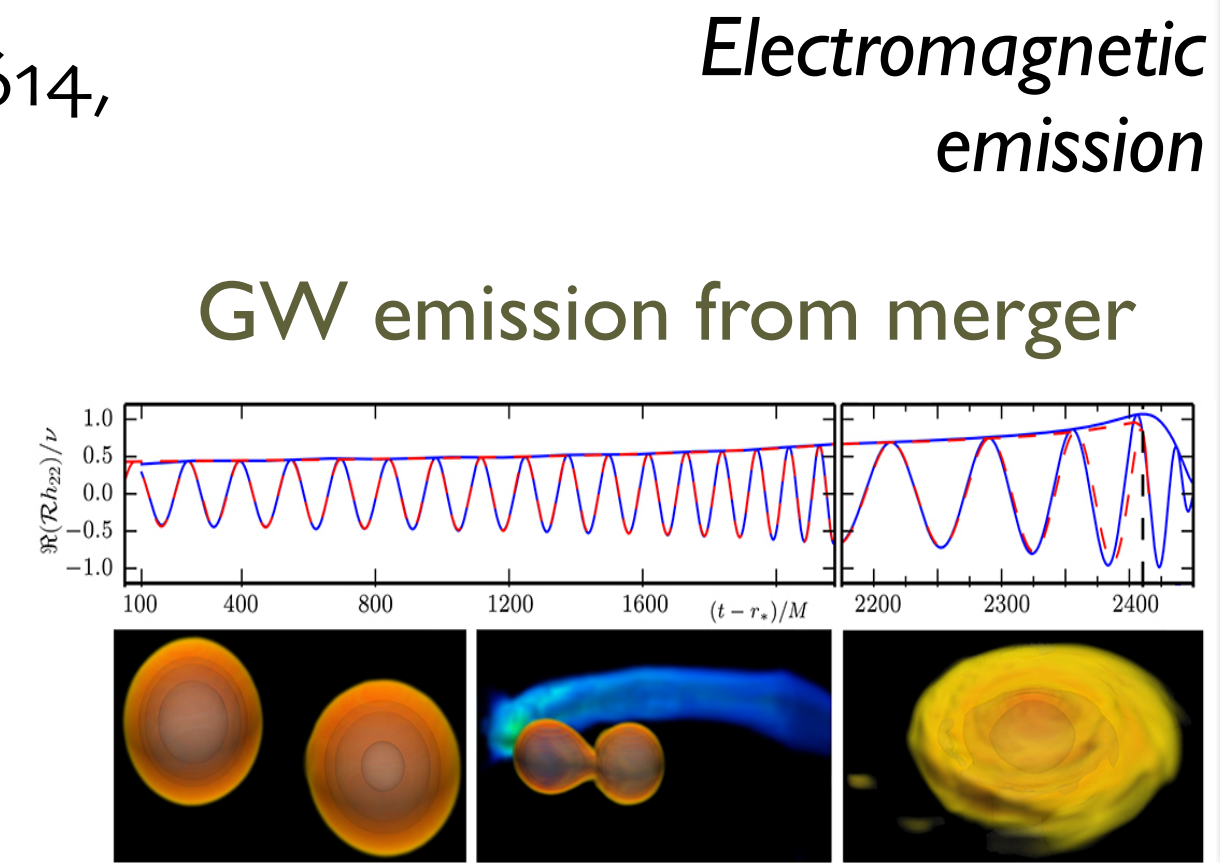 614,
Electromagnetic
emission
GW emission from merger
ℜ(ℛh₂₂)/ν
1.0
0.5
0.0
−0.5
−1.0
100 400 800 1200 1600 (t − r*)/M 2200 2300 2400